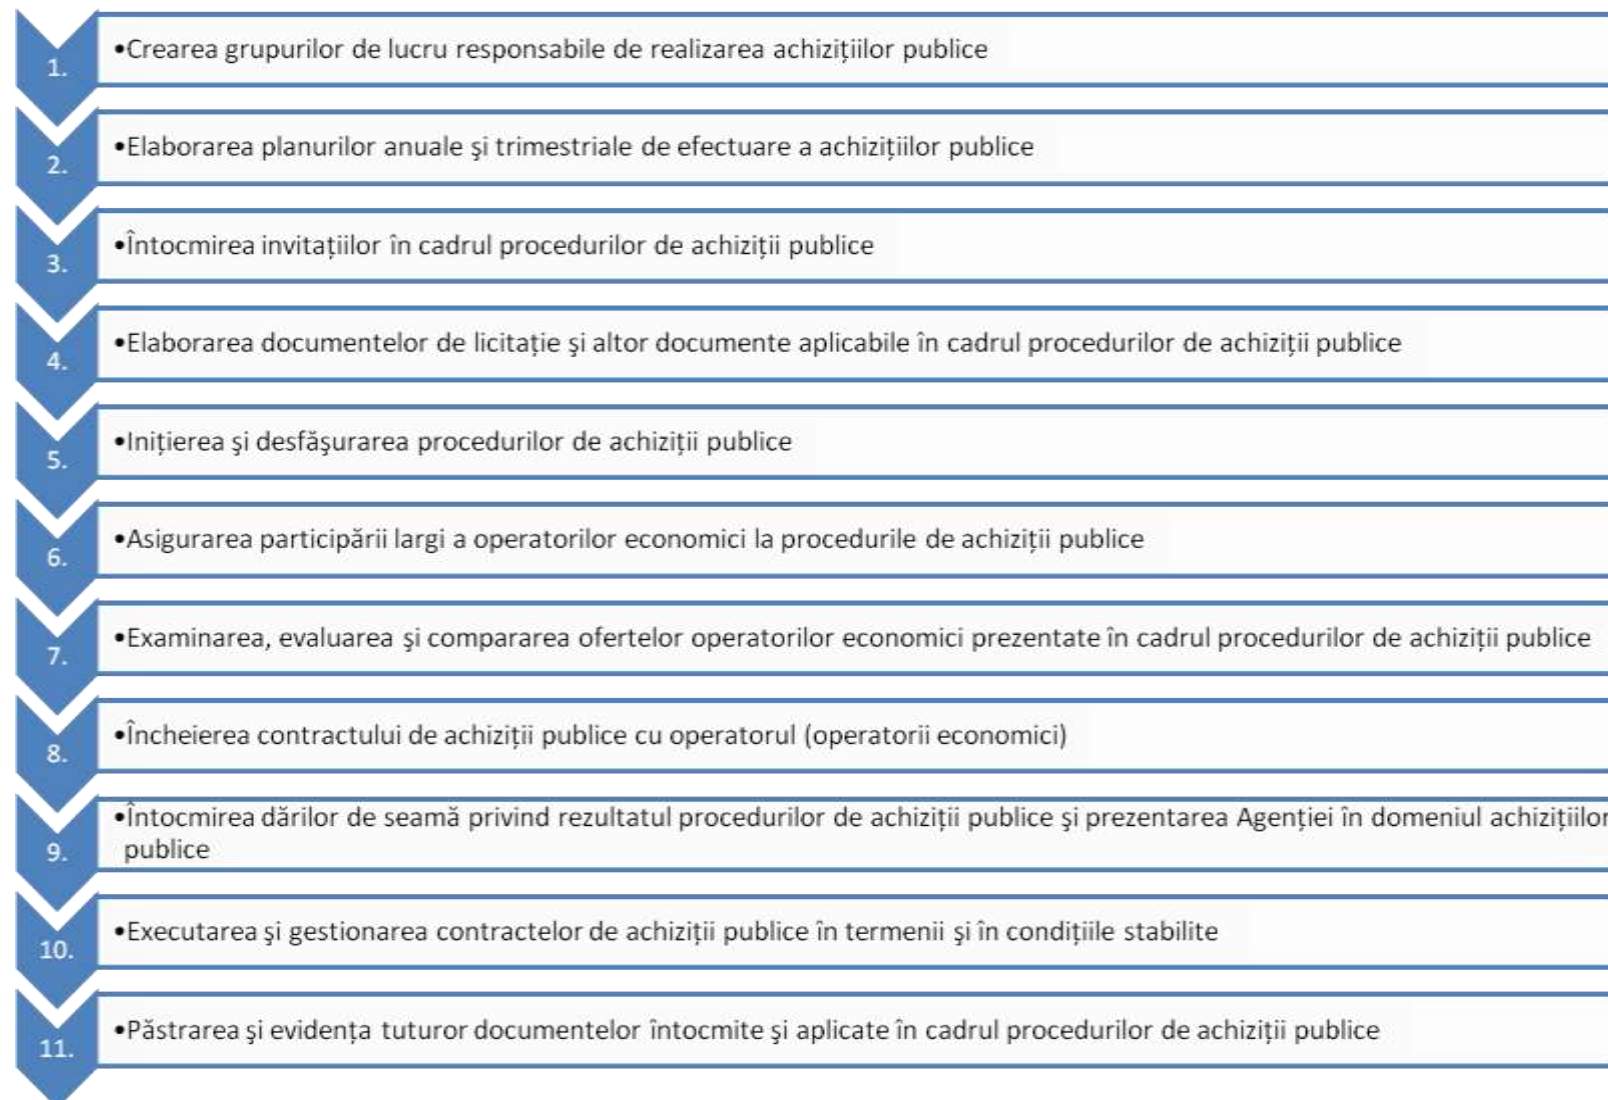 1.
•Crearea grupurilor de lucru responsabile de realizarea achizițiilor publice
2.
•Elaborarea planurilor anuale şi trimestriale de efectuare a achizițiilor publice
3.
•Întocmirea invitațiilor în cadrul procedurilor de achiziții publice
4.
•Elaborarea documentelor de licitație şi altor documente aplicabile în cadrul procedurilor de achiziții publice
5.
•Inițierea şi desfăşurarea procedurilor de achiziții publice
6.
•Asigurarea participării largi a operatorilor economici la procedurile de achiziții publice
7.
•Examinarea, evaluarea şi compararea ofertelor operatorilor economici prezentate în cadrul procedurilor de achiziții publice
8.
•Încheierea contractului de achiziții publice cu operatorul (operatorii economici)
9.
•Întocmirea dărilor de seamă privind rezultatul procedurilor de achiziții publice şi prezentarea Agenției în domeniul achizițiilor
publice
10.
•Executarea şi gestionarea contractelor de achiziții publice în termenii şi în condițiile stabilite
11.
•Păstrarea şi evidența tuturor documentelor întocmite şi aplicate în cadrul procedurilor de achiziții publice